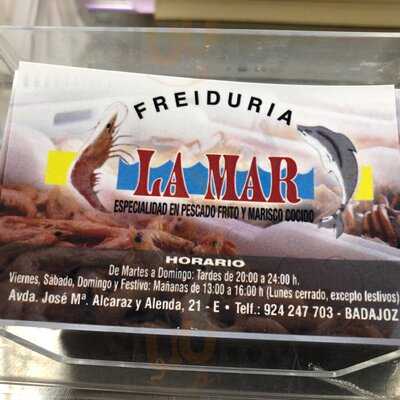 FREIDURIA
LA MAR
ESPECIALIDAD EN PESCADO FRITO Y MARISCO COCIDO
HORARIO
De Martes a Domingo: Tardes de 20:00 a 24:00 h.
Viernes, Sábado, Domingo y Festivo: Mañanas de 13:00 a 16:00 h (Lunes cerrado, excepto festivos)
Avda. José Mª. Alcaraz y Alenda, 21 - E • Telf.: 924 247 703 - BADAJOZ